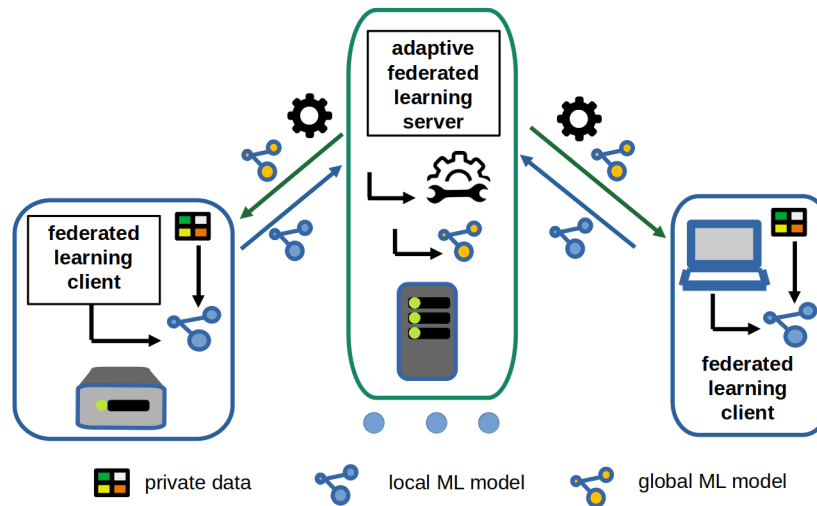 adaptive
federated
learning
server
federated
learning
client
federated
learning
client
private data
local ML model
global ML model